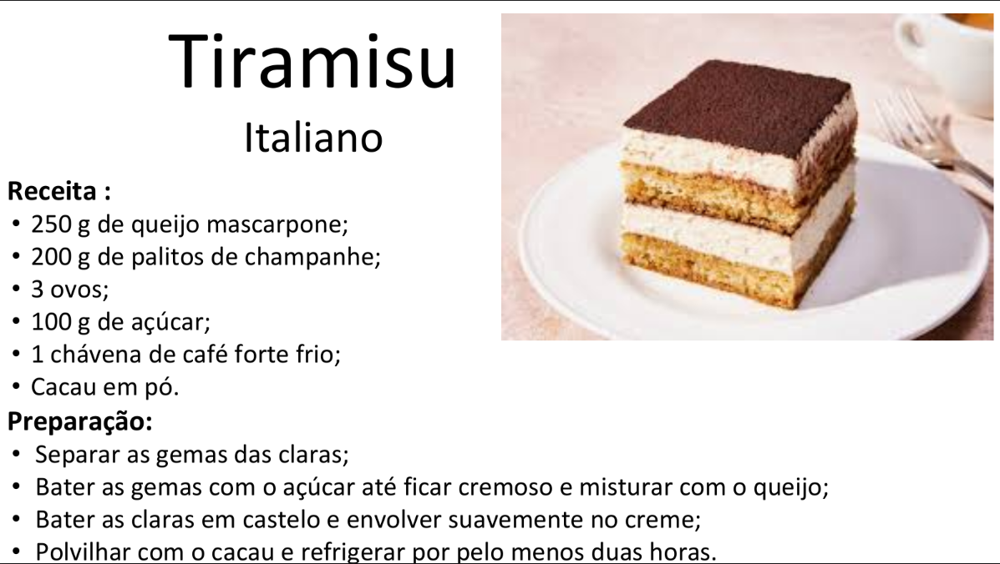 Tiramisu
Italiano
Receita :
• 250 g de queijo mascarpone;
• 200 g de palitos de champanhe;
• 3 ovos;
• 100 g de açúcar;
• 1 chávena de café forte frio;
• Cacau em pó.
Preparação:
• Separar as gemas das claras;
• Bater as gemas com o açúcar até ficar cremoso e misturar com o queijo;
• Bater as claras em castelo e envolver suavemente no creme;
• Polvilhar com o cacau e refrigerar por pelo menos duas horas.